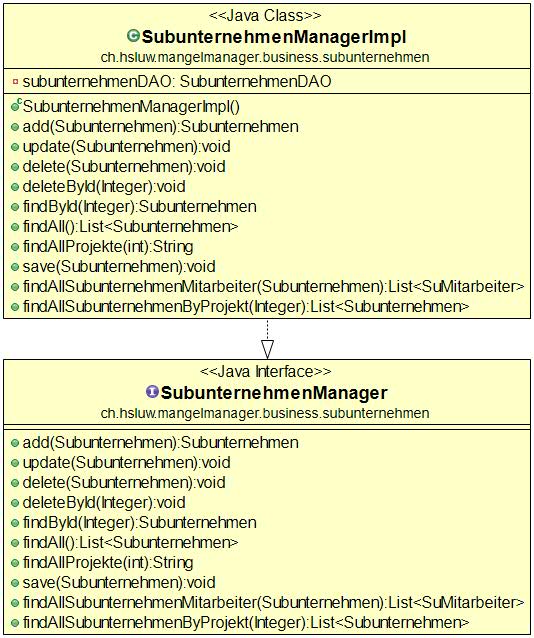 <<Java Class>>
SubunternehmenManagerImpl
ch.hsluw.mangelmanager.business.subunternehmen
subunternehmenDAO: SubunternehmenDAO
SubunternehmenManagerImpl()
add(Subunternehmen):Subunternehmen
update(Subunternehmen):void
delete(Subunternehmen):void
deleteById(Integer):void
findById(Integer):Subunternehmen
findAll():List<Subunternehmen>
findAllProjekte(int):String
save(Subunternehmen):void
findAllSubunternehmenMitarbeiter(Subunternehmen):List<SuMitarbeiter>
findAllSubunternehmenByProjekt(Integer):List<Subunternehmen>
<<Java Interface>>
SubunternehmenManager
ch.hsluw.mangelmanager.business.subunternehmen
add(Subunternehmen):Subunternehmen
update(Subunternehmen):void
delete(Subunternehmen):void
deleteById(Integer):void
findById(Integer):Subunternehmen
findAll():List<Subunternehmen>
findAllProjekte(int):String
save(Subunternehmen):void
findAllSubunternehmenMitarbeiter(Subunternehmen):List<SuMitarbeiter>
findAllSubunternehmenByProjekt(Integer):List<Subunternehmen>